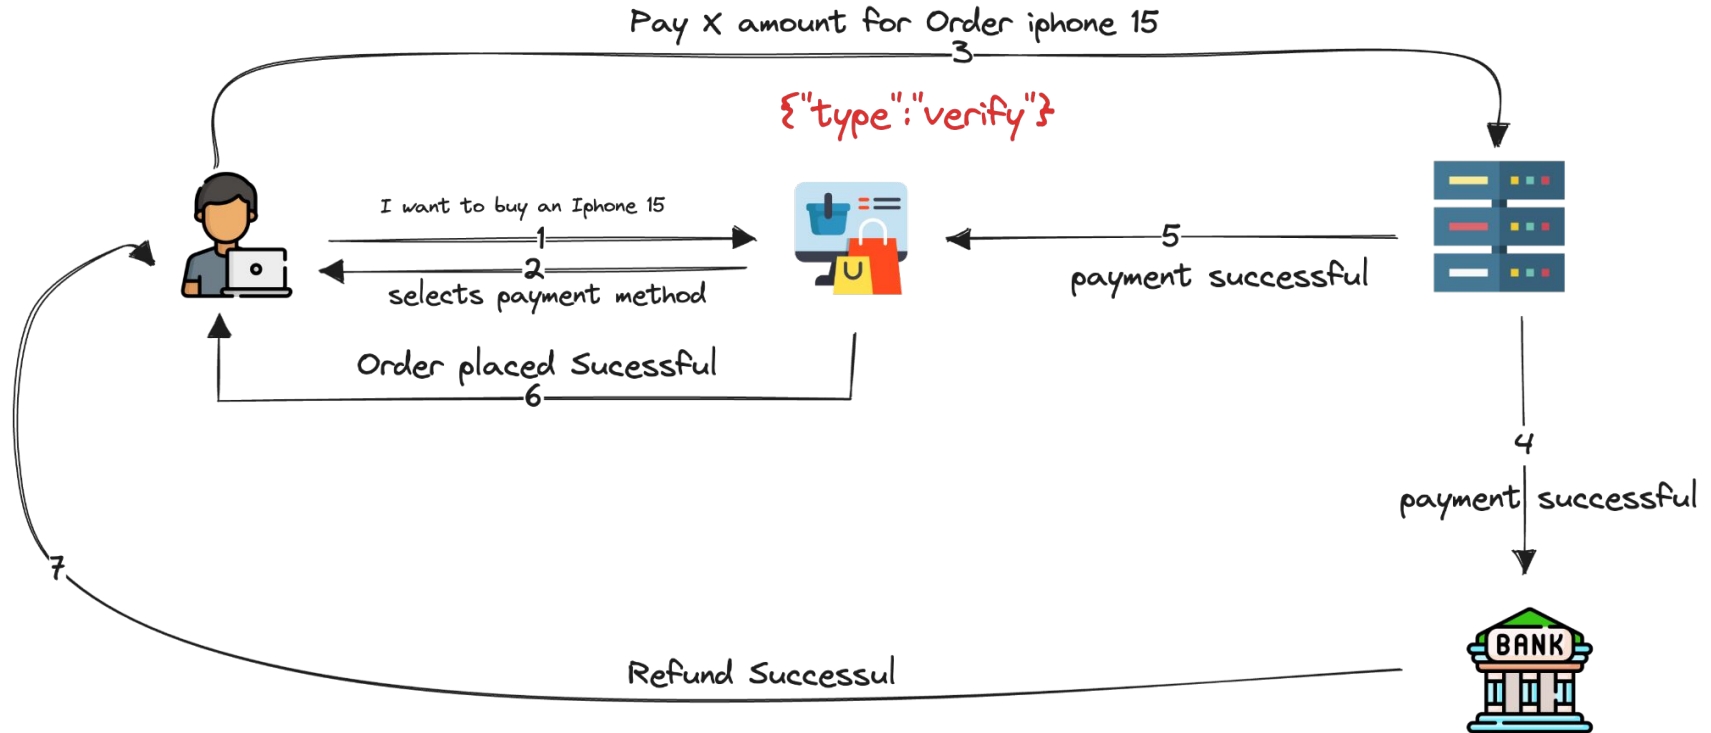 Pay X amount for Order iphone 15
3
{"type":"verify"}
I want to buy an Iphone 15
1
2
selects payment method
5
payment successful
Order placed Sucessful
6
4
payment successful
7
Refund Successul
BANK